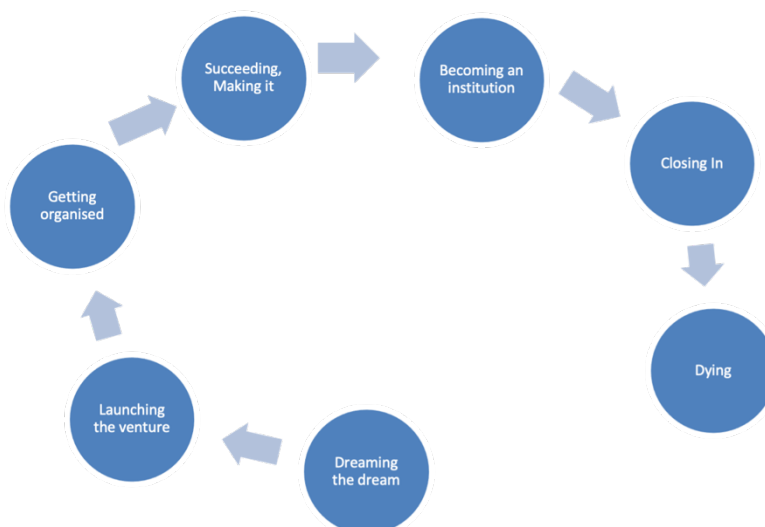 Dreaming
the dream
Launching
the venture
Getting
organised
Succeeding,
Making it
Becoming an
institution
Closing In
Dying